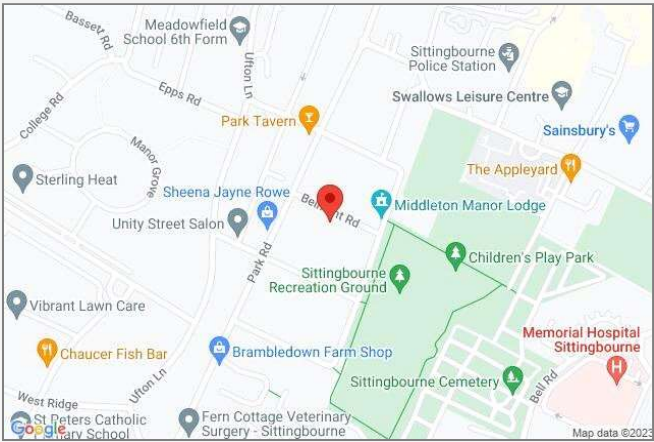 Basset Rd
Meadowfield
School 6th Form
Ufton Ln
Sittingbourne
Police Station
Swallows Leisure Centre
Epps Rd
College Rd
Park Tavern
Sainsbury's
Manor
Grove
The Appleyard
Sterling Heat
Sheena Jayne Rowe
Middleton Manor Lodge
Unity Street Salon
Park Rd
Children's Play Park
Sittingbourne
Recreation Ground
Vibrant Lawn Care
Memorial Hospital
Sittingbourne
Chaucer Fish Bar
Brambledown Farm Shop
Ufton Ln
Sittingbourne Cemetery
Bell Rd
West Ridge
Google
St Peters Catholic
School
Fern Cottage Veterinary
Surgery - Sittingbourne
Map data ©2023